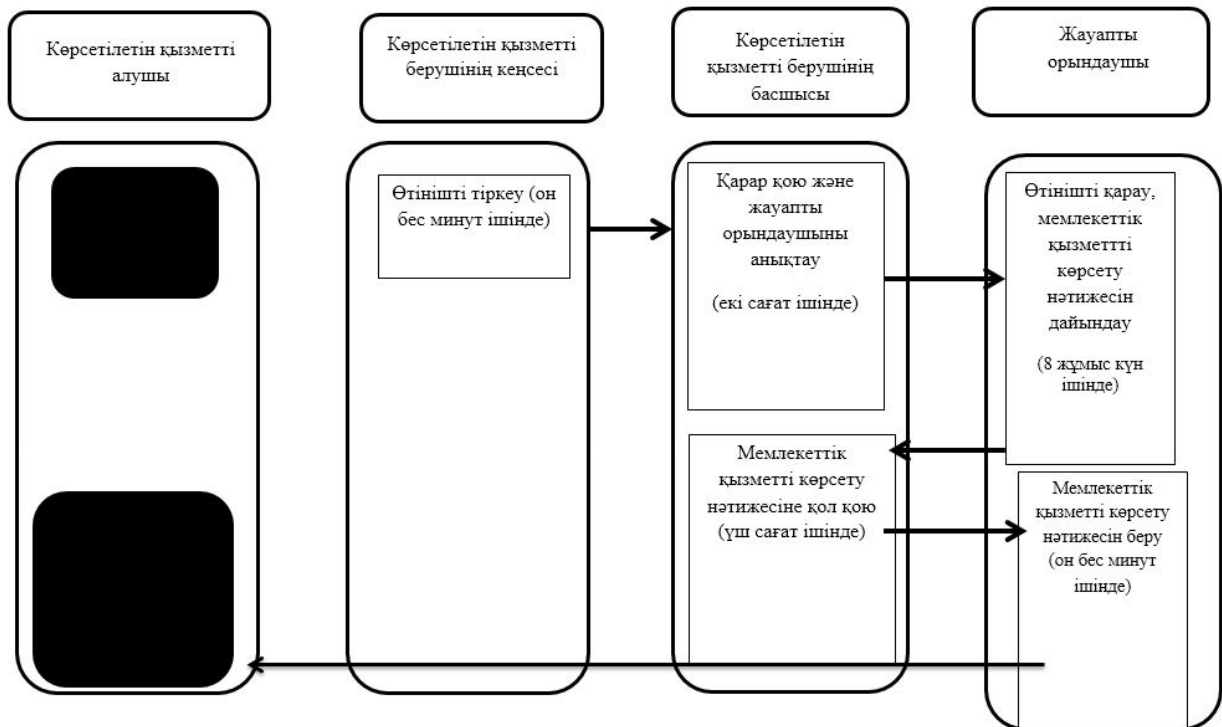 Көрсетілетін қызметті
алушы
Көрсетілетін қызметті
берушінің кеңсесі
Көрсетілетін
қызметті берушінің
басшысы
Жауапты
орындаушы
Өтінішті тіркеу (он
бес минут ішінде)
Қарар қою және
жауапты
орындаушыны
анықтау
(екі сағат ішінде)
Өтінішті қарау,
мемлекеттік
қызметтті
көрсету
нәтижесін
дайындау
(8 жұмыс күн
ішінде)
Мемлекеттік
қызметті көрсету
нәтижесіне қол қою
(үш сағат ішінде)
Мемлекеттік
қызметті көрсету
нәтижесін беру
(он бес минут
ішінде)